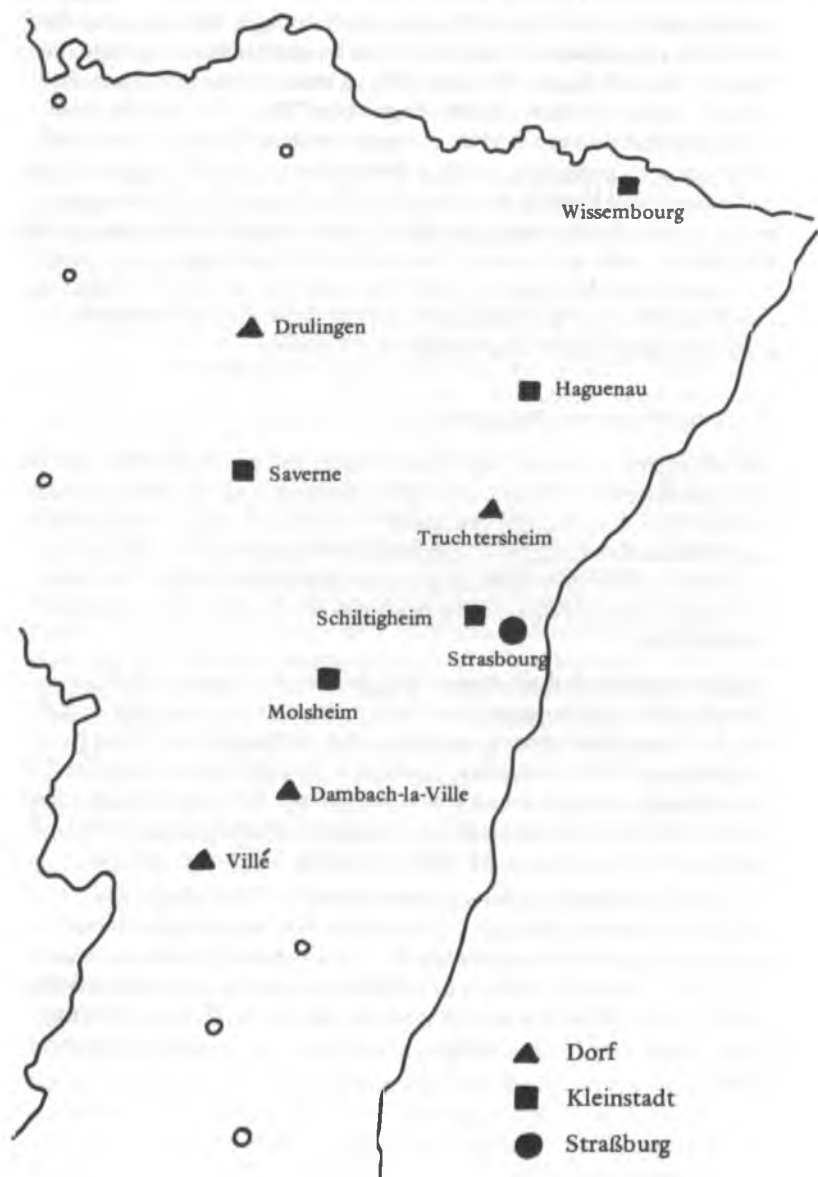 Wissembourg
Drulingen
Haguenau
Saverne
Truchtersheim
Schiltigheim
Strasbourg
Molsheim
Dambach-la-Ville
Villé
Dorf
Kleinstadt
Straßburg